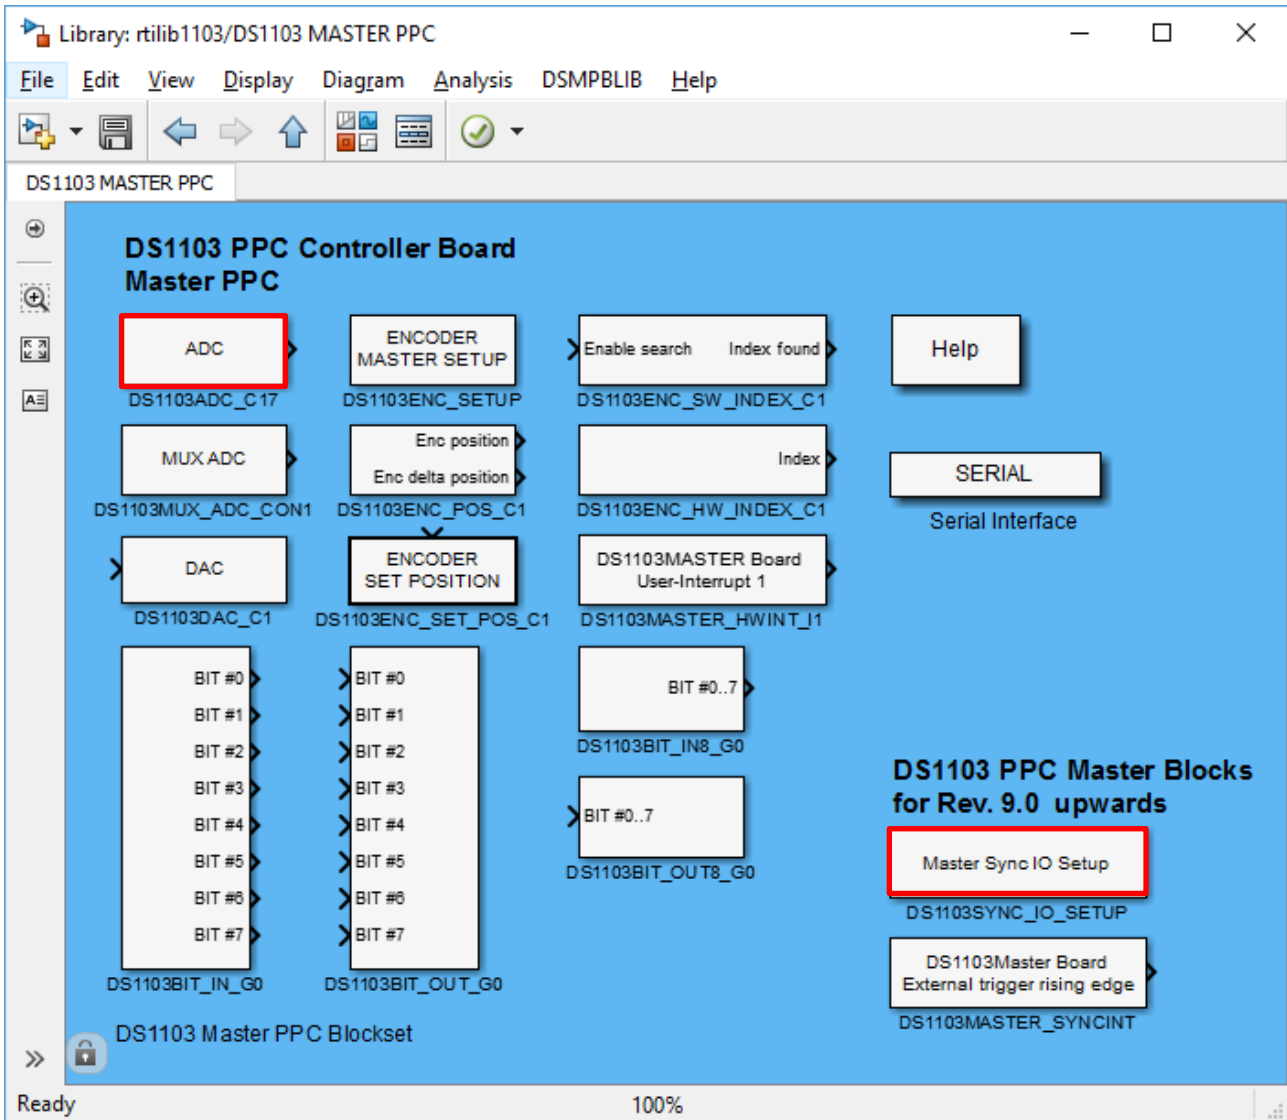 Library: rtilib1103/DS1103 MASTER PPC
File Edit View Display Diagram Analysis DSMPBLIB Help
DS1103 MASTER PPC
DS1103 PPC Controller Board
Master PPC
ADC
DS1103ADC_C17
ENCODER
MASTER SETUP
DS1103ENC_SETUP
Enable search Index found
DS1103ENC_SW_INDEX_C1
Help
MUX ADC
DS1103MUX_ADC_CON1
Enc position
Enc delta position
DS1103ENC_POS_C1
Index
DS1103ENC_HW_INDEX_C1
SERIAL
Serial Interface
DAC
DS1103DAC_C1
ENCODER
SET POSITION
DS1103ENC_SET_POS_C1
DS1103MASTER Board
User-Interrupt 1
DS1103MASTER_HWINT_I1
BIT #0
BIT #1
BIT #2
BIT #3
BIT #4
BIT #5
BIT #6
BIT #7
DS1103BIT_IN_G0
BIT #0
BIT #1
BIT #2
BIT #3
BIT #4
BIT #5
BIT #6
BIT #7
DS1103BIT_OUT_G0
BIT #0..7
DS1103BIT_IN8_G0
BIT #0..7
DS1103BIT_OUT8_G0
DS1103 PPC Master Blocks
for Rev. 9.0 upwards
Master Sync IO Setup
DS1103SYNC_IO_SETUP
DS1103Master Board
External trigger rising edge
DS1103MASTER_SYNCINT
DS1103 Master PPC Blockset
Ready 100%